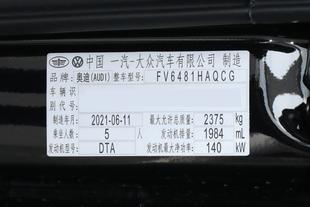 中国 一汽-大众汽车有限公司 制造
品牌 奥迪(AUDI) 整车型号 FV6481HAQCG
车辆识别代号
制造年月 2021-06-11 最大允许总质量 2375 kg
乘坐人数 5 人 发动机排量 1984 mL
发动机型号 DTA 发动机最大净功率 140 kW